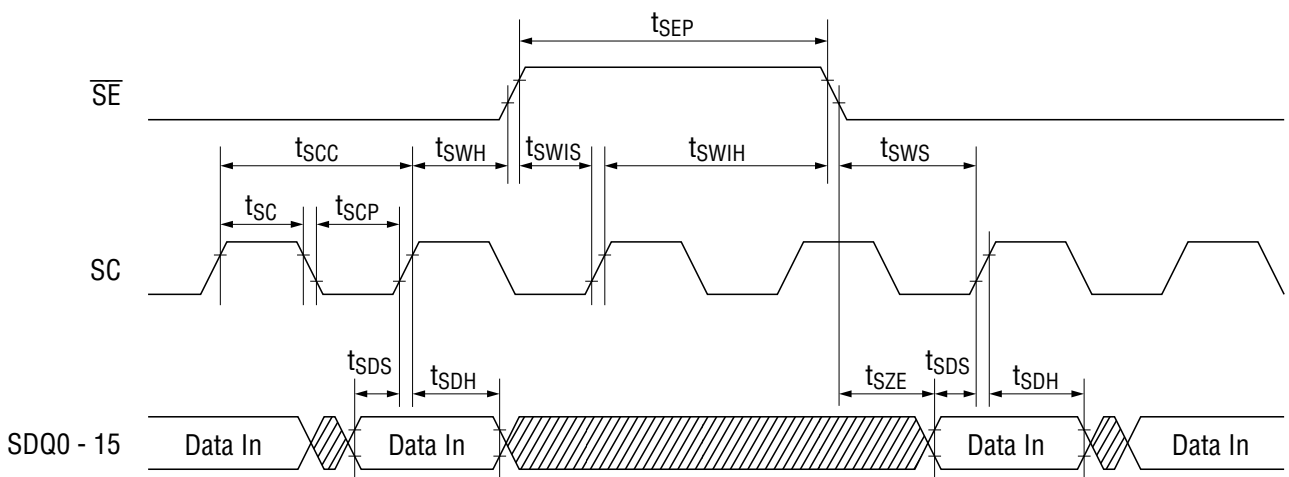 tSEP
SE
tSCC tSWH tSWIS tSWIH tSWS
tSC tSCP
SC
tSDS tSDH tSZE tSDS tSDH
SDQ0 - 15 Data In Data In Data In Data In